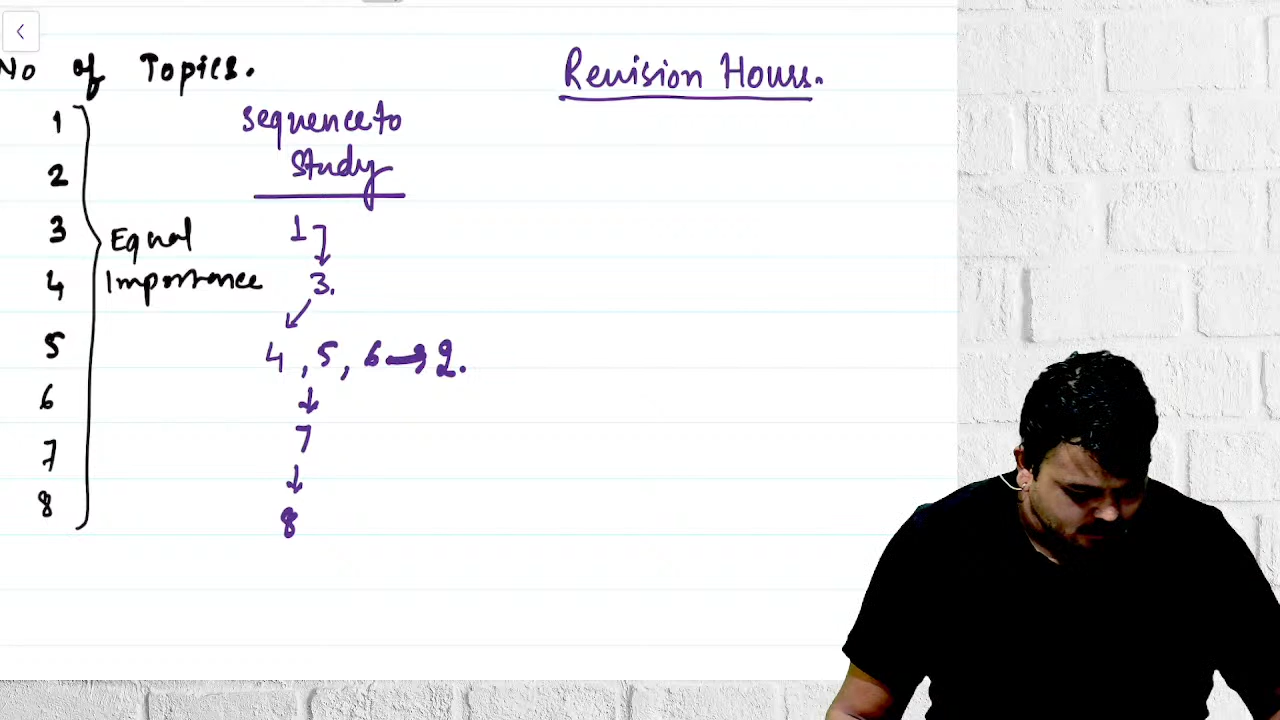 No of Topics.
1
2
3
4
5
6
7
8
Equal
Importance
sequence to
study
1
3.
4, 5, 6 → 2.
↓
7
↓
8
Revision Hours.